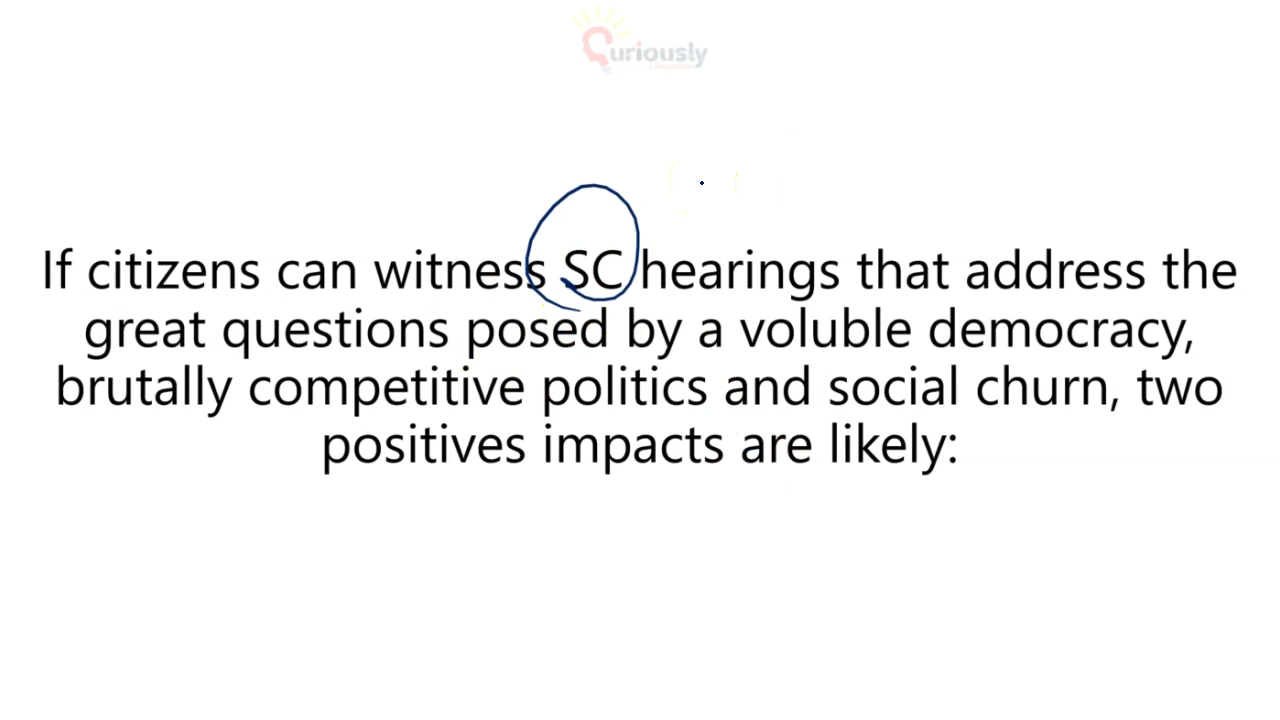 Curiously
If citizens can witness SC hearings that address the
great questions posed by a voluble democracy,
brutally competitive politics and social churn, two
positives impacts are likely: